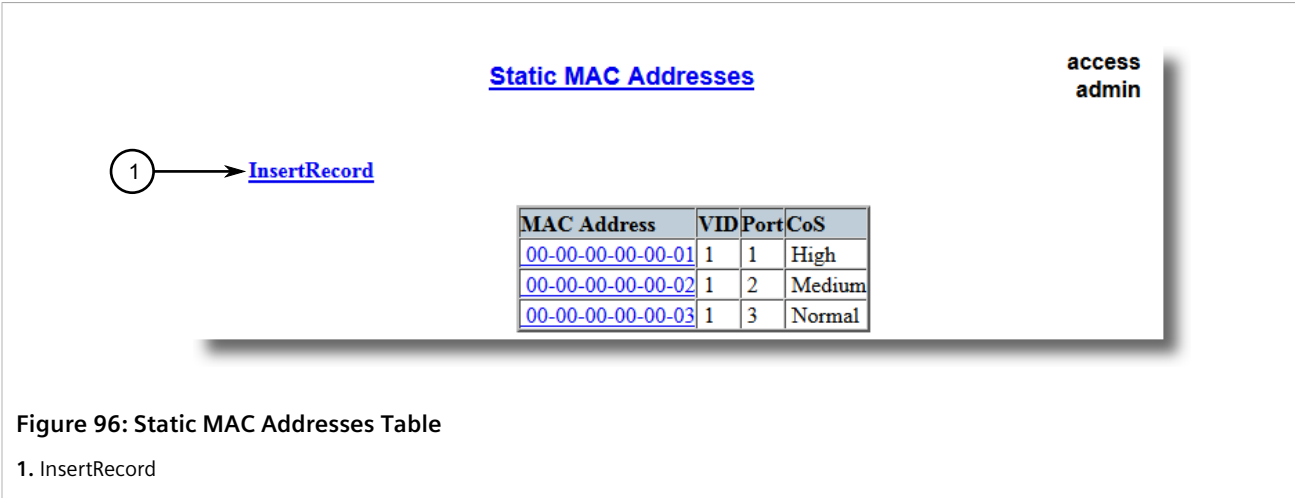 Static MAC Addresses
access
admin
1
InsertRecord
MAC Address VID Port CoS
00-00-00-00-00-01 1 1 High
00-00-00-00-00-02 1 2 Medium
00-00-00-00-00-03 1 3 Normal
Figure 96: Static MAC Addresses Table
1. InsertRecord